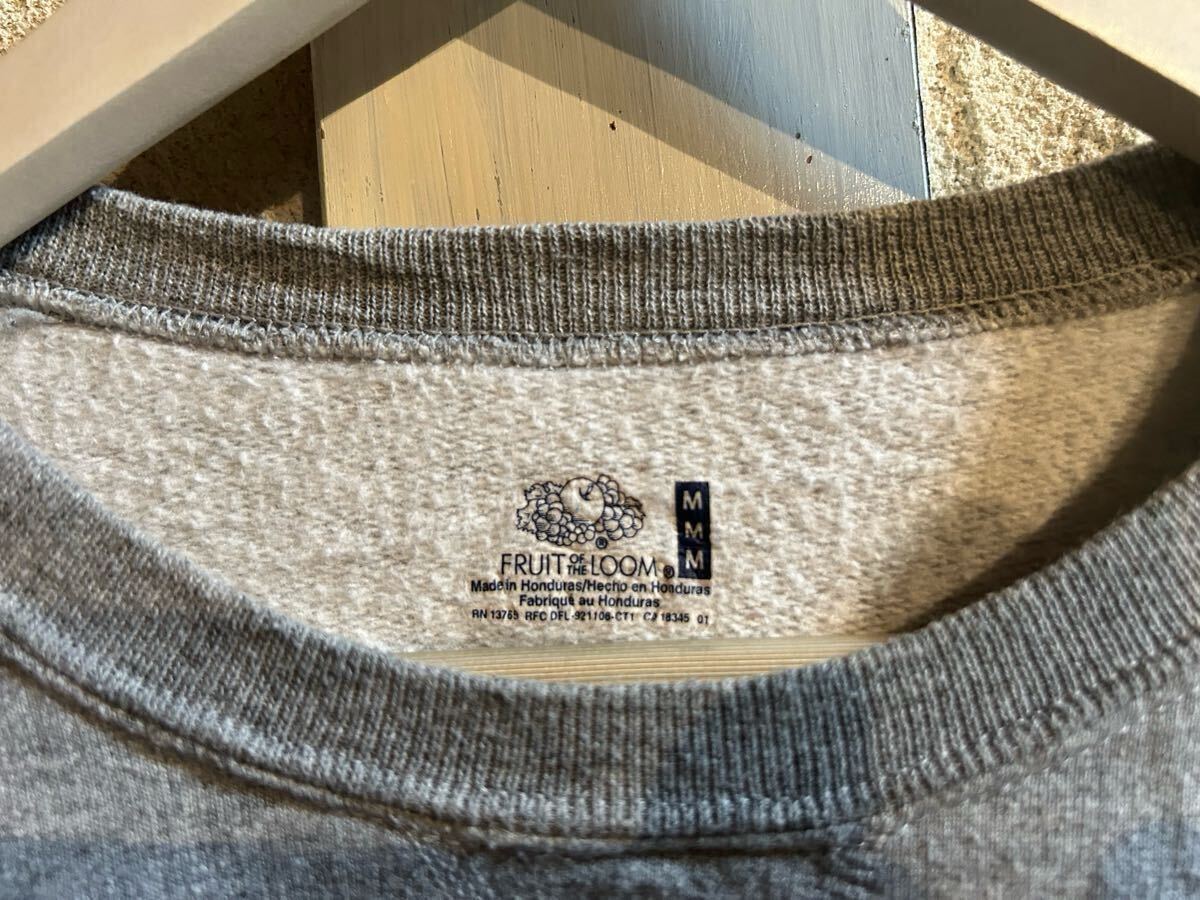 M
M
M
FRUIT OF THE LOOM ®
Made in Honduras/Hecho en Honduras
Fabriqué au Honduras
RN 13765 RFC DFL-921106-CT1 CA 16345 01